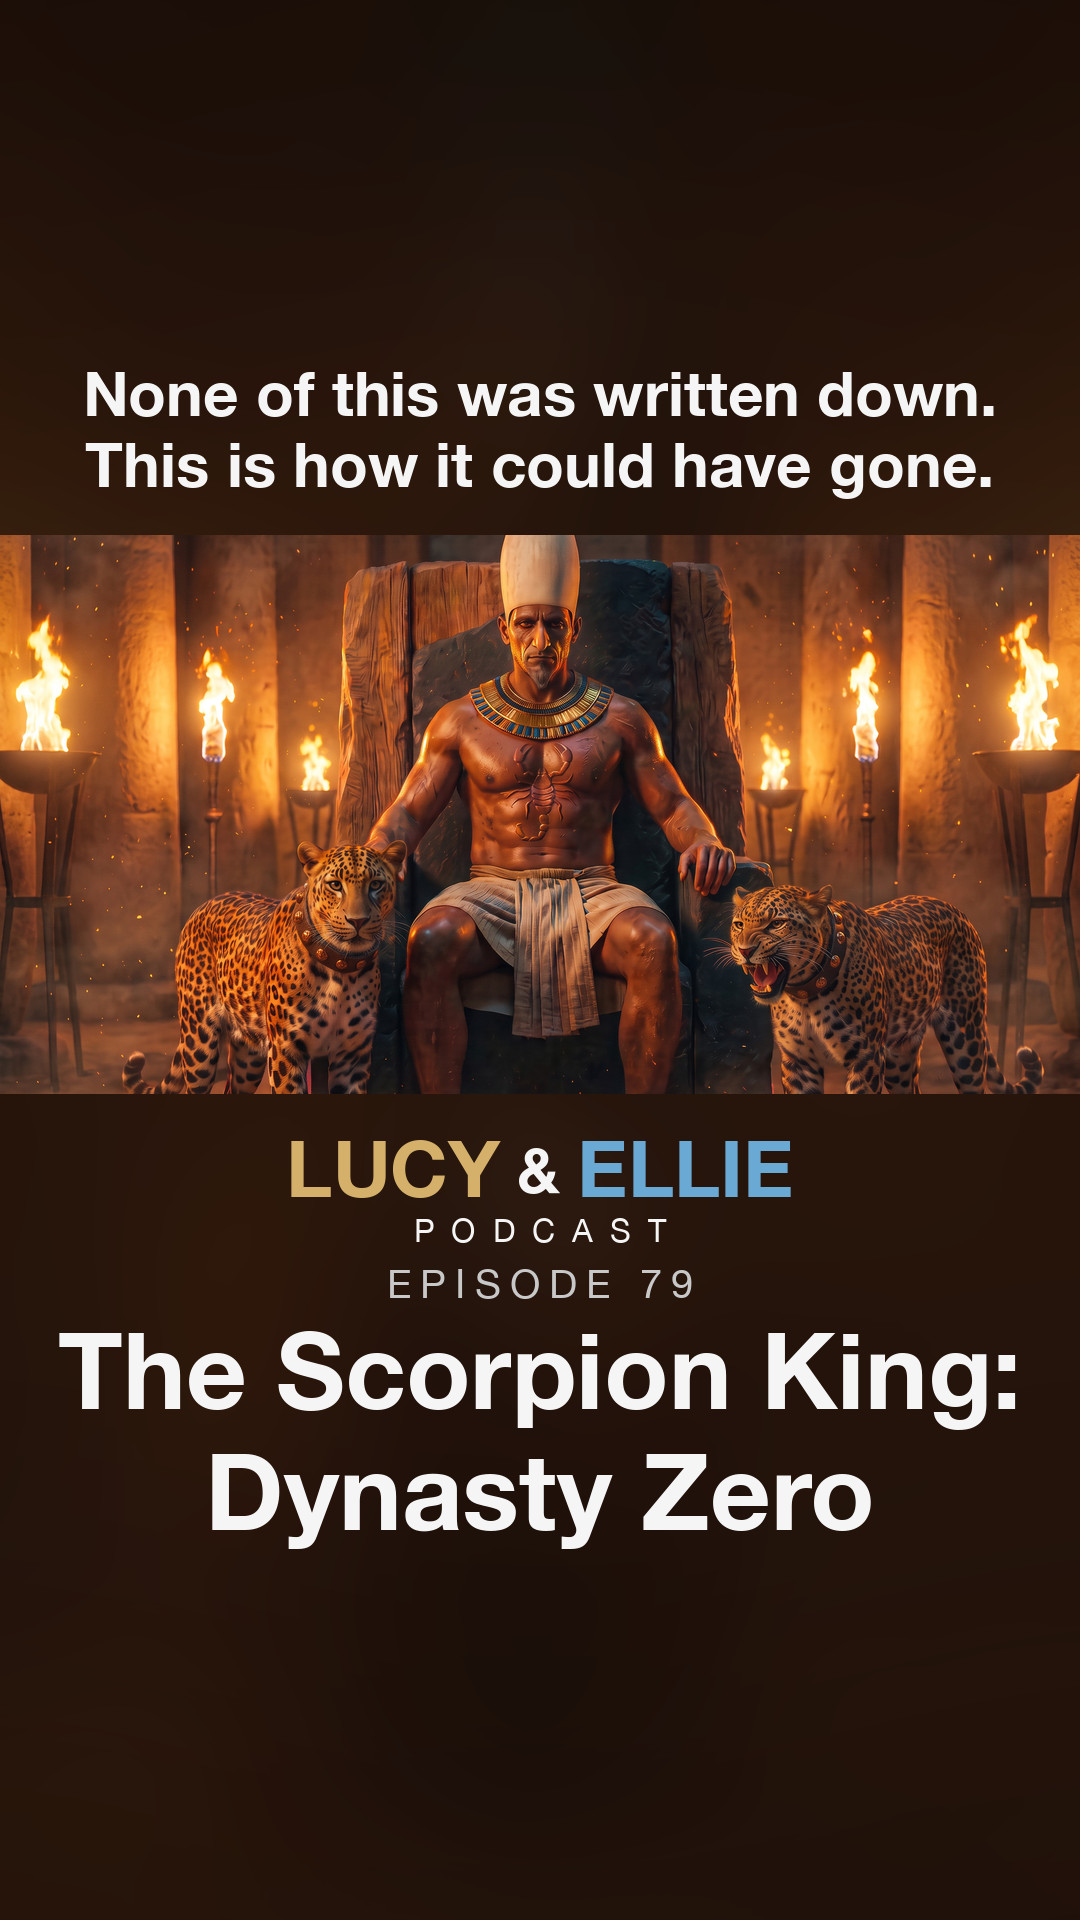 None of this was written down.
This is how it could have gone.
LUCY & ELLIE
PODCAST
EPISODE 79
The Scorpion King:
Dynasty Zero